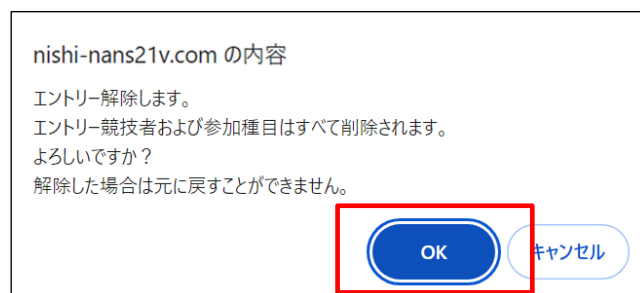 nishi-nans21v.com の内容
エントリー解除します。
エントリー競技者および参加種目はすべて削除されます。
よろしいですか？
解除した場合は元に戻すことができません。
OK
キャンセル